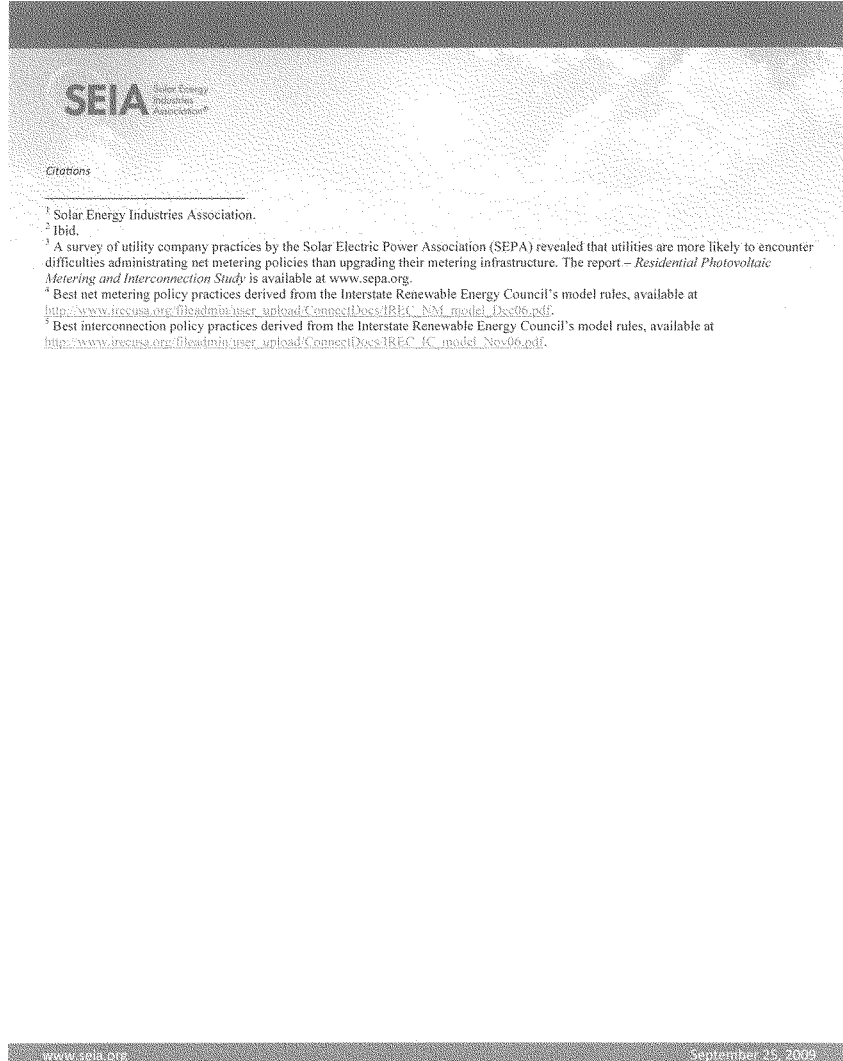 SEIA Solar Energy
Industries
Association®
Citations
1 Solar Energy Industries Association.
2 Ibid.
3 A survey of utility company practices by the Solar Electric Power Association (SEPA) revealed that utilities are more likely to encounter
difficulties administrating net metering policies than upgrading their metering infrastructure. The report – Residential Photovoltaic
Metering and Interconnection Study is available at www.sepa.org.
4 Best net metering policy practices derived from the Interstate Renewable Energy Council's model rules, available at
http://www.irecusa.org/fileadmin/user_upload/ConnectDocs/IREC_NM_model_Dec06.pdf.
5 Best interconnection policy practices derived from the Interstate Renewable Energy Council's model rules, available at
http://www.irecusa.org/fileadmin/user_upload/ConnectDocs/IREC_IC_model_Nov06.pdf.
www.seia.org September 25, 2009